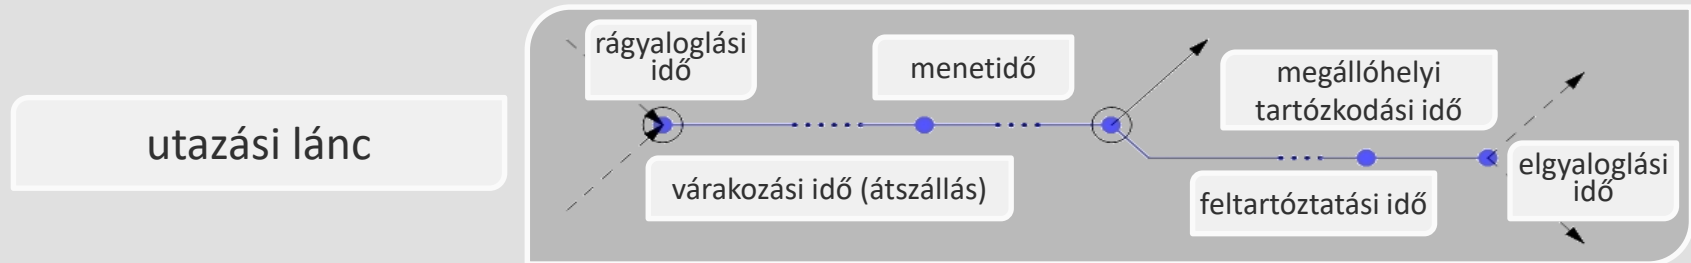 utazási lánc
rágyaloglási
idő
menetidő
megállóhelyi
tartózkodási idő
várakozási idő (átszállás)
feltartóztatási idő
elgyaloglási
idő